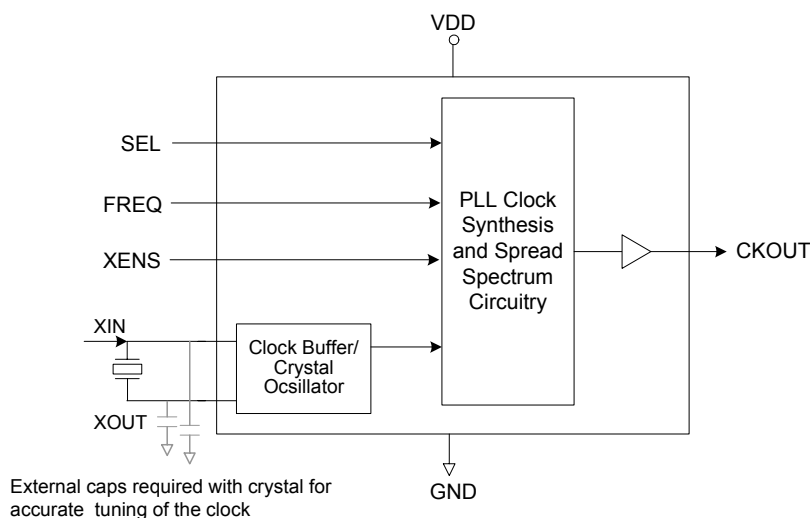 VDD
SEL
FREQ
XENS
PLL Clock
Synthesis
and Spread
Spectrum
Circuitry
CKOUT
XIN
Clock Buffer/
Crystal
Ocsillator
XOUT
GND
External caps required with crystal for
accurate tuning of the clock